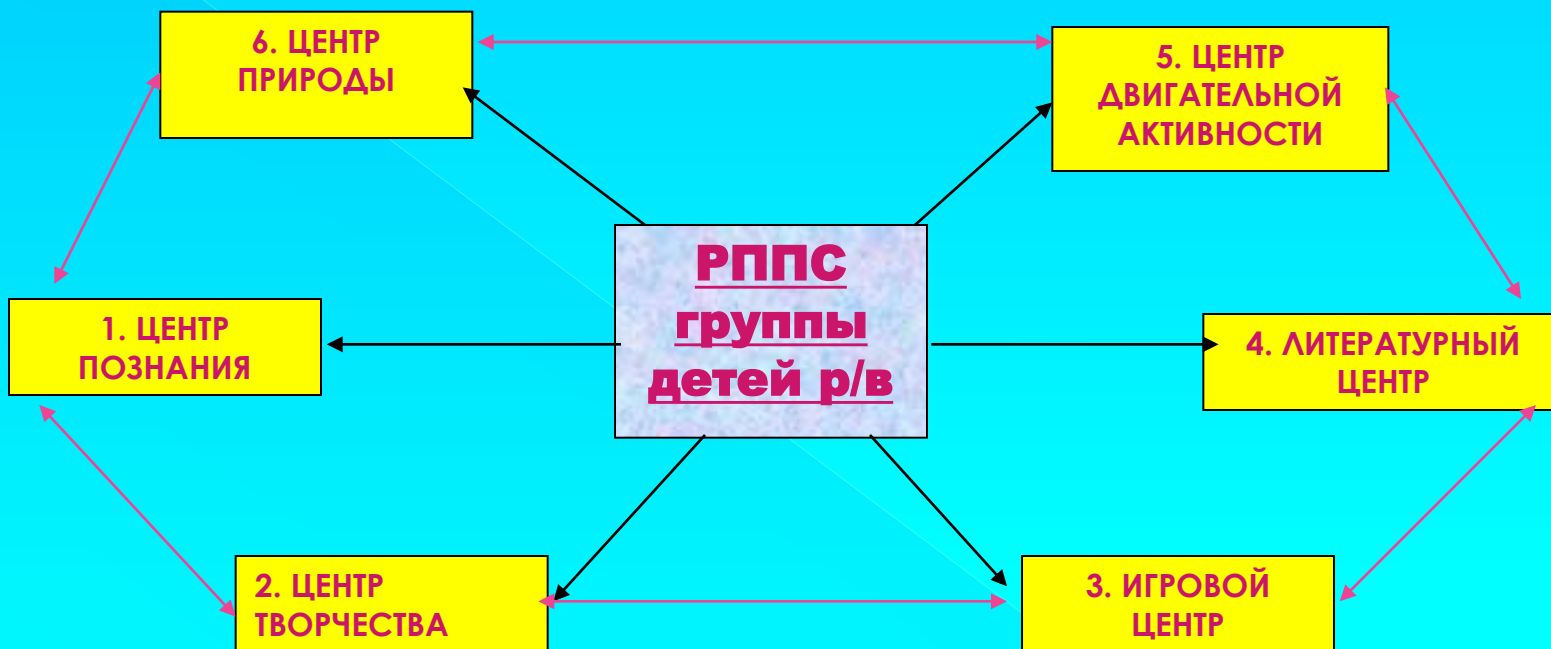 6. ЦЕНТР
ПРИРОДЫ
5. ЦЕНТР
ДВИГАТЕЛЬНОЙ
АКТИВНОСТИ
РППС
группы
детей р/в
1. ЦЕНТР
ПОЗНАНИЯ
4. ЛИТЕРАТУРНЫЙ
ЦЕНТР
2. ЦЕНТР
ТВОРЧЕСТВА
3. ИГРОВОЙ
ЦЕНТР